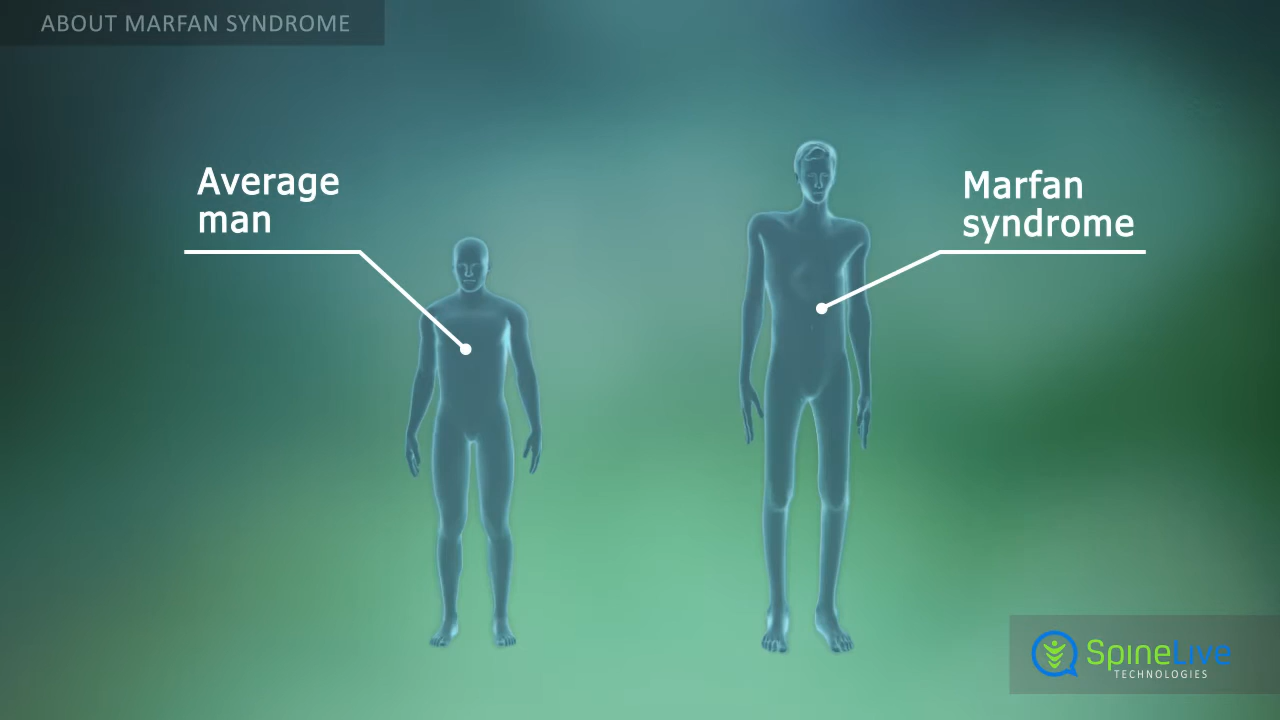 ABOUT MARFAN SYNDROME
Average
man
Marfan
syndrome
SpineLive
TECHNOLOGIES